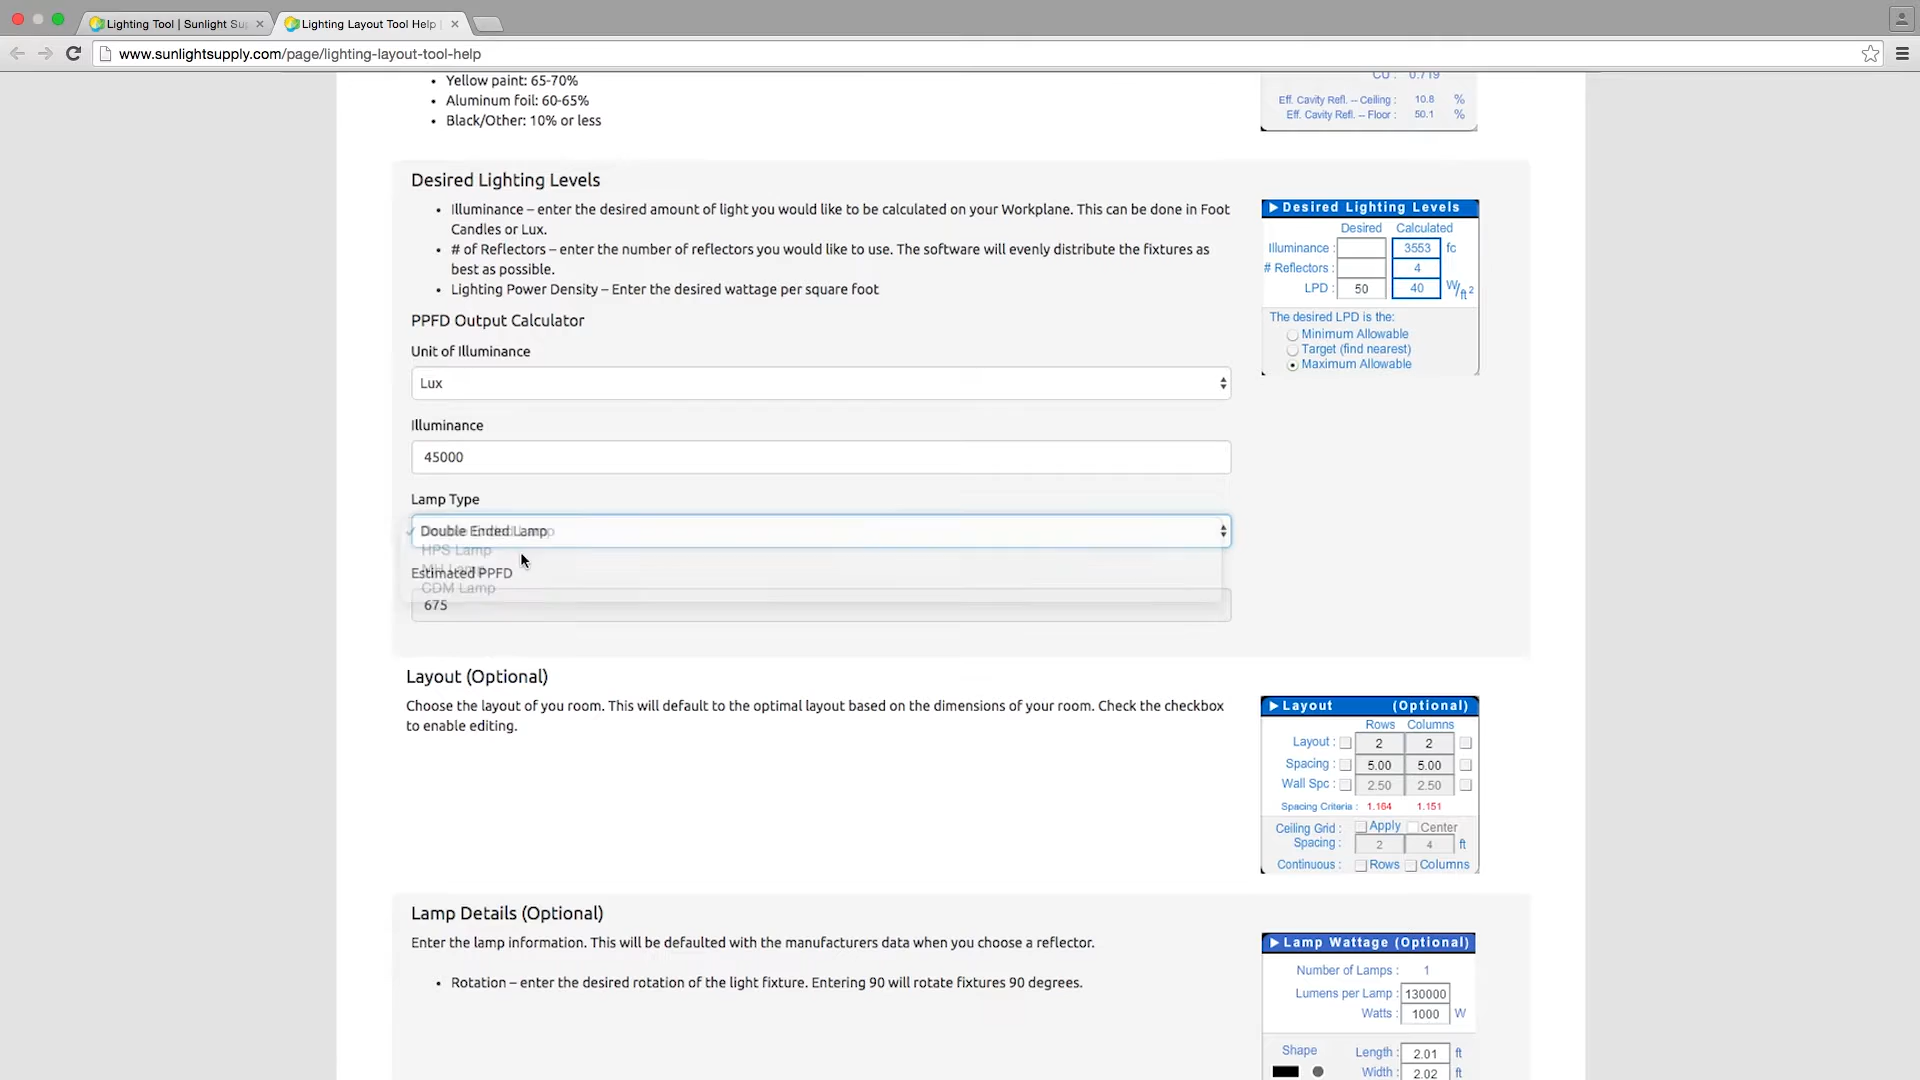 Lighting Tool | Sunlight Su
Lighting Layout Tool Help |
www.sunlightsupply.com/page/lighting-layout-tool-help
• Yellow paint: 65-70%
• Aluminum foil: 60-65%
• Black/Other: 10% or less
CU : 0.719
Eff. Cavity Refl. -- Ceiling : 10.8 %
Eff. Cavity Refl. -- Floor : 50.1 %
Desired Lighting Levels
• Illuminance – enter the desired amount of light you would like to be calculated on your Workplane. This can be done in Foot
Candles or Lux.
• # of Reflectors – enter the number of reflectors you would like to use. The software will evenly distribute the fixtures as
best as possible.
• Lighting Power Density – Enter the desired wattage per square foot
Desired Lighting Levels
Desired Calculated
Illuminance : 3553 fc
# Reflectors : 4
LPD : 50 40 W/ft²
The desired LPD is the:
Minimum Allowable
Target (find nearest)
Maximum Allowable
PPFD Output Calculator
Unit of Illuminance
Lux
Illuminance
45000
Lamp Type
Double Ended Lamp
HPS Lamp
MH Lamp
Estimated PPFD
CDM Lamp
675
Layout (Optional)
Choose the layout of you room. This will default to the optimal layout based on the dimensions of your room. Check the checkbox
to enable editing.
Layout (Optional)
Rows Columns
Layout : 2 2
Spacing : 5.00 5.00
Wall Spc : 2.50 2.50
Spacing Criteria : 1.164 1.151
Ceiling Grid : Apply Center
Spacing : 2 4 ft
Continuous : Rows Columns
Lamp Details (Optional)
Enter the lamp information. This will be defaulted with the manufacturers data when you choose a reflector.
• Rotation – enter the desired rotation of the light fixture. Entering 90 will rotate fixtures 90 degrees.
Lamp Wattage (Optional)
Number of Lamps : 1
Lumens per Lamp : 130000
Watts : 1000 W
Shape Length : 2.01 ft
Width : 2.02 ft